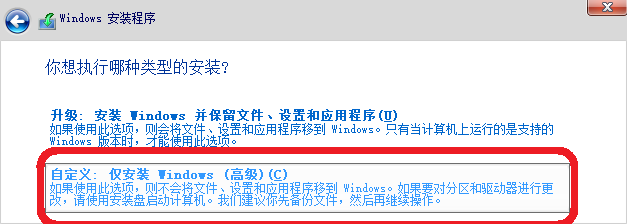 Windows 安装程序
你想执行哪种类型的安装?
升级: 安装 Windows 并保留文件、设置和应用程序(U)
如果使用此选项，则会将文件、设置和应用程序移到 Windows。只有当计算机上运行的是支持的
Windows 版本时，才能使用此选项。
自定义: 仅安装 Windows (高级)(C)
如果使用此选项，则不会将文件、设置和应用程序移到 Windows。如果要对分区和驱动器进行更
改，请使用安装盘启动计算机。我们建议你先备份文件，然后再继续操作。